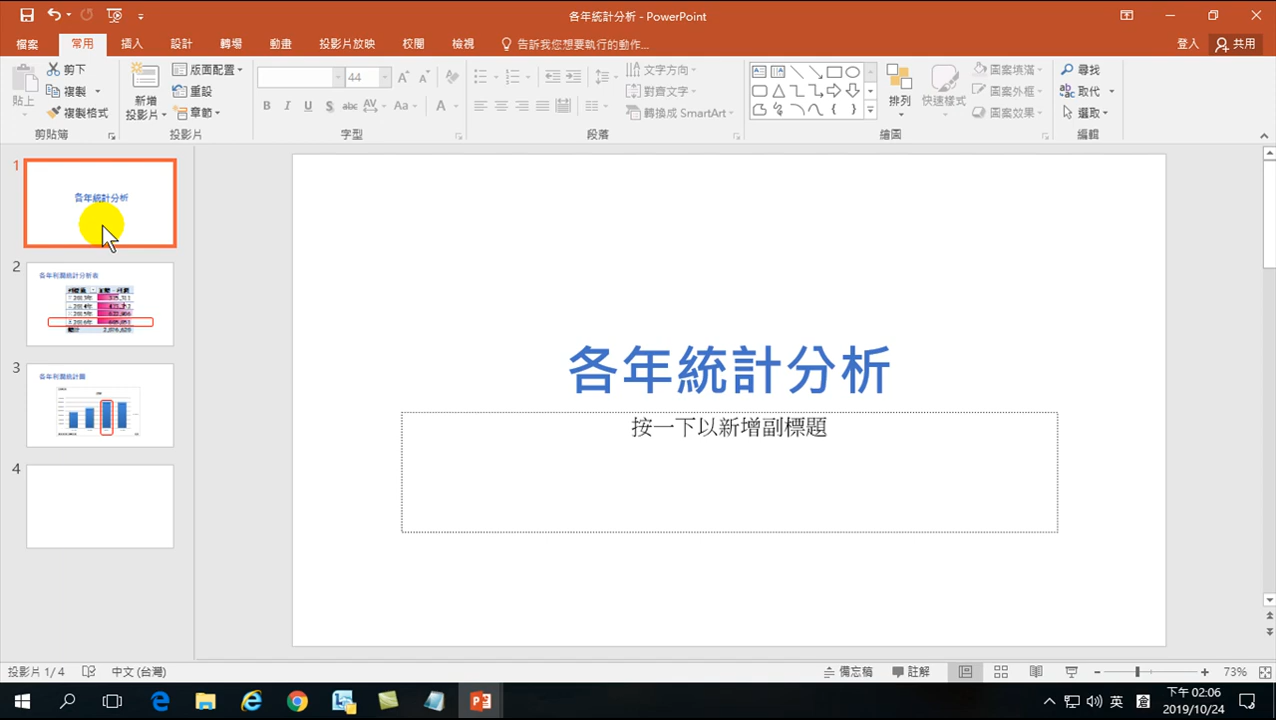 各年統計分析 - PowerPoint
檔案 常用 插入 設計 轉場 動畫 投影片放映 校閱 檢視 告訴我您想要執行的動作... 登入 共用
貼上 剪下 複製 複製格式 剪貼簿
新增投影片 版面配置 重設 章節 投影片
44 B I U S abc AV Aa A 字型
文字方向 對齊文字 轉換成 SmartArt 段落
排列 快速樣式 圖案填滿 圖案外框 圖案效果 繪圖
尋找 取代 選取 編輯
1
各年統計分析
2
各年利潤統計分析表
3
各年利潤統計圖
4
各年統計分析
按一下以新增副標題
投影片 1/4 中文 (台灣) 備忘稿 註解 73%
英 倉 下午 02:06
2019/10/24